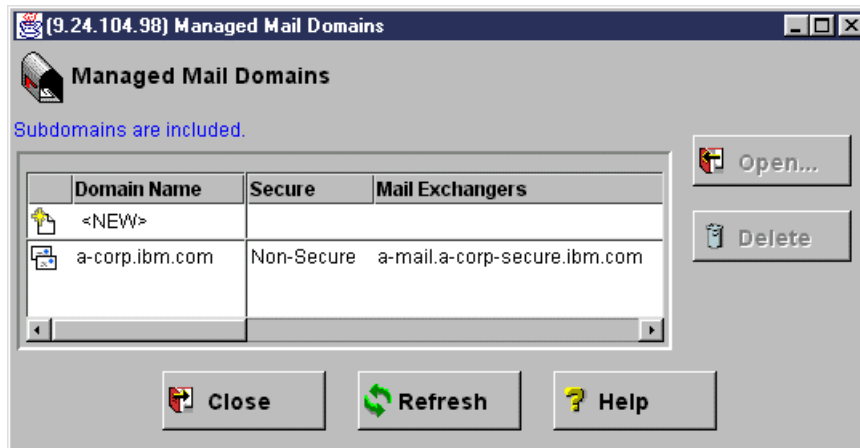 (9.24.104.98) Managed Mail Domains
Managed Mail Domains
Subdomains are included.
Domain Name Secure Mail Exchangers
<NEW>
a-corp.ibm.com Non-Secure a-mail.a-corp-secure.ibm.com
Open...
Delete
Close Refresh Help